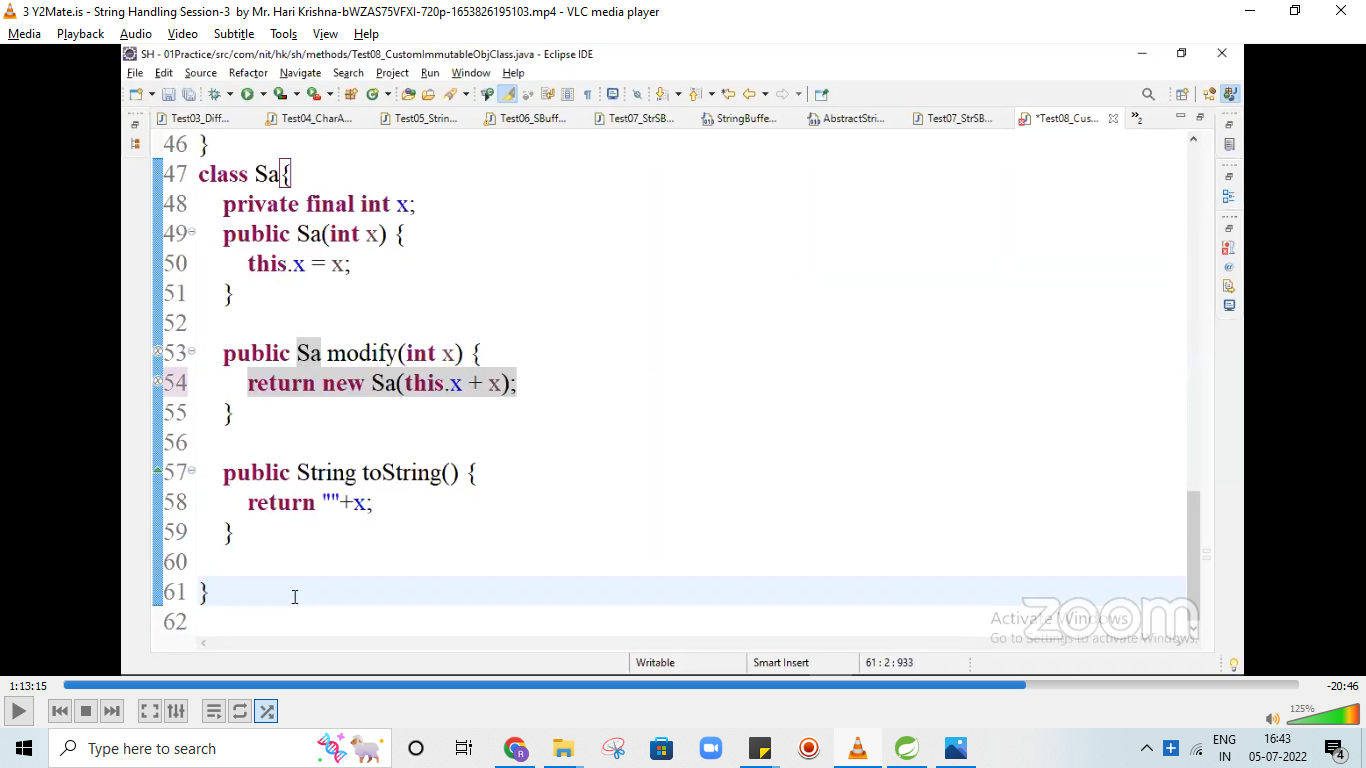 3 Y2Mate.is - String Handling Session-3 by Mr. Hari Krishna-bWZAS75VFXI-720p-1653826195103.mp4 - VLC media player
Media Playback Audio Video Subtitle Tools View Help
SH - 01Practice/src/com/nit/hk/sh/methods/Test08_CustomImmutableObjClass.java - Eclipse IDE
File Edit Source Refactor Navigate Search Project Run Window Help
Test03_Diff... Test04_CharA... Test05_Strin... Test06_SBuff... Test07_StrSB... StringBuffe... AbstractStri... Test07_StrSB... *Test08_Cus... »2
46 }
47 class Sa{
48 private final int x;
49 public Sa(int x) {
50 this.x = x;
51 }
52
53 public Sa modify(int x) {
54 return new Sa(this.x + x);
55 }
56
57 public String toString() {
58 return ""+x;
59 }
60
61 }
62
zoom
Activate Windows
Go to Settings to activate Windows.
Writable Smart Insert 61 : 2 : 933
1:13:15 -20:46
125%
Type here to search
ENG
IN
16:43
05-07-2022
4